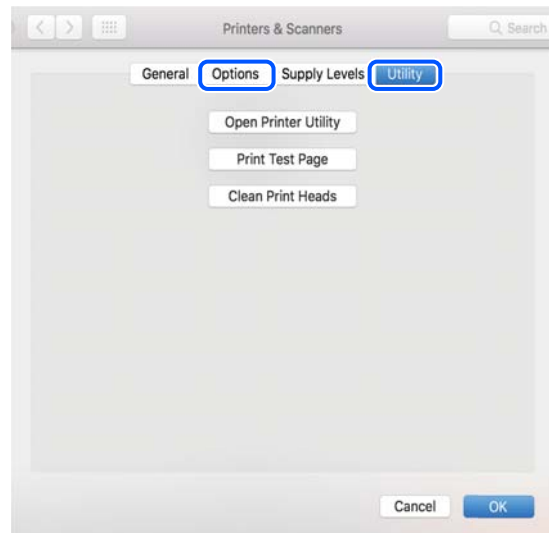 Printers & Scanners Search
General Options Supply Levels Utility
Open Printer Utility
Print Test Page
Clean Print Heads
Cancel OK